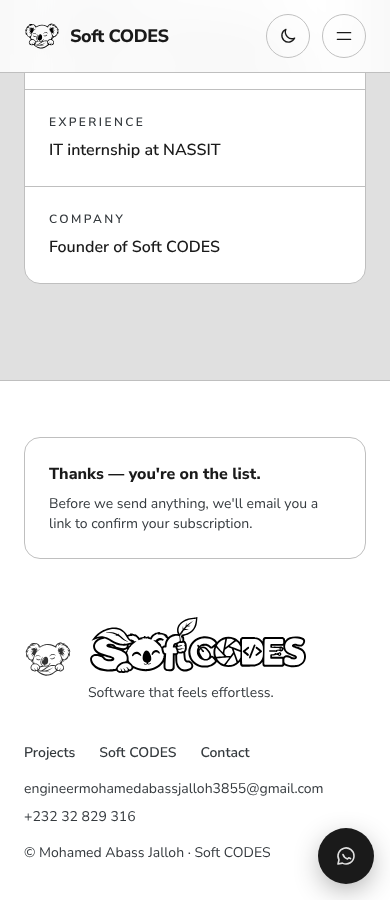 Soft CODES
EXPERIENCE
IT internship at NASSIT
COMPANY
Founder of Soft CODES
Thanks — you're on the list.
Before we send anything, we'll email you a
link to confirm your subscription.
SoftCODES
Software that feels effortless.
Projects Soft CODES Contact
engineermohamedabassjalloh3855@gmail.com
+232 32 829 316
© Mohamed Abass Jalloh · Soft CODES